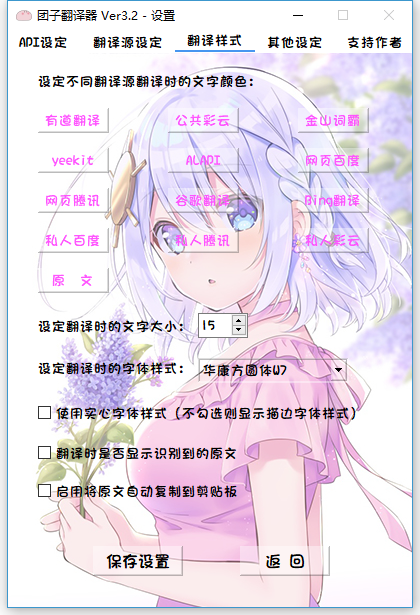 团子翻译器 Ver3.2 - 设置
API设定 翻译源设定 翻译样式 其他设定 支持作者
设定不同翻译源翻译时的文字颜色：
有道翻译 公共彩云 金山词霸
yeekit ALAPI 网页百度
网页腾讯 谷歌翻译 Bing翻译
私人百度 私人腾讯 私人彩云
原 文
设定翻译时的文字大小： 15
设定翻译时的字体样式： 华康方圆体W7
使用实心字体样式（不勾选则显示描边字体样式）
翻译时是否显示识别到的原文
启用将原文自动复制到剪贴板
保存设置 返 回